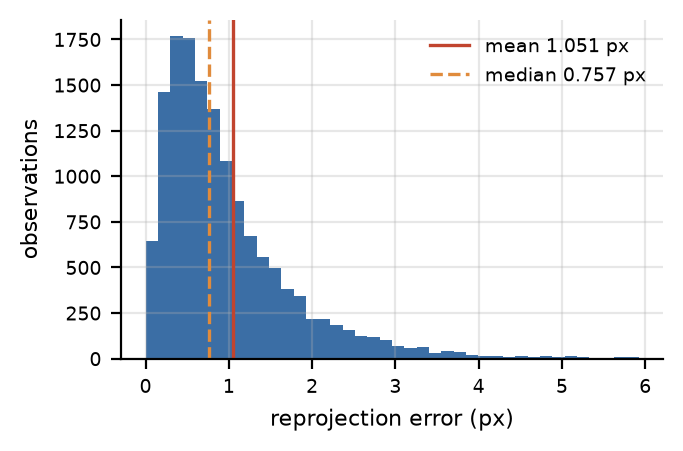 mean 1.051 px
median 0.757 px
observations
1750
1500
1250
1000
750
500
250
0
0 1 2 3 4 5 6
reprojection error (px)